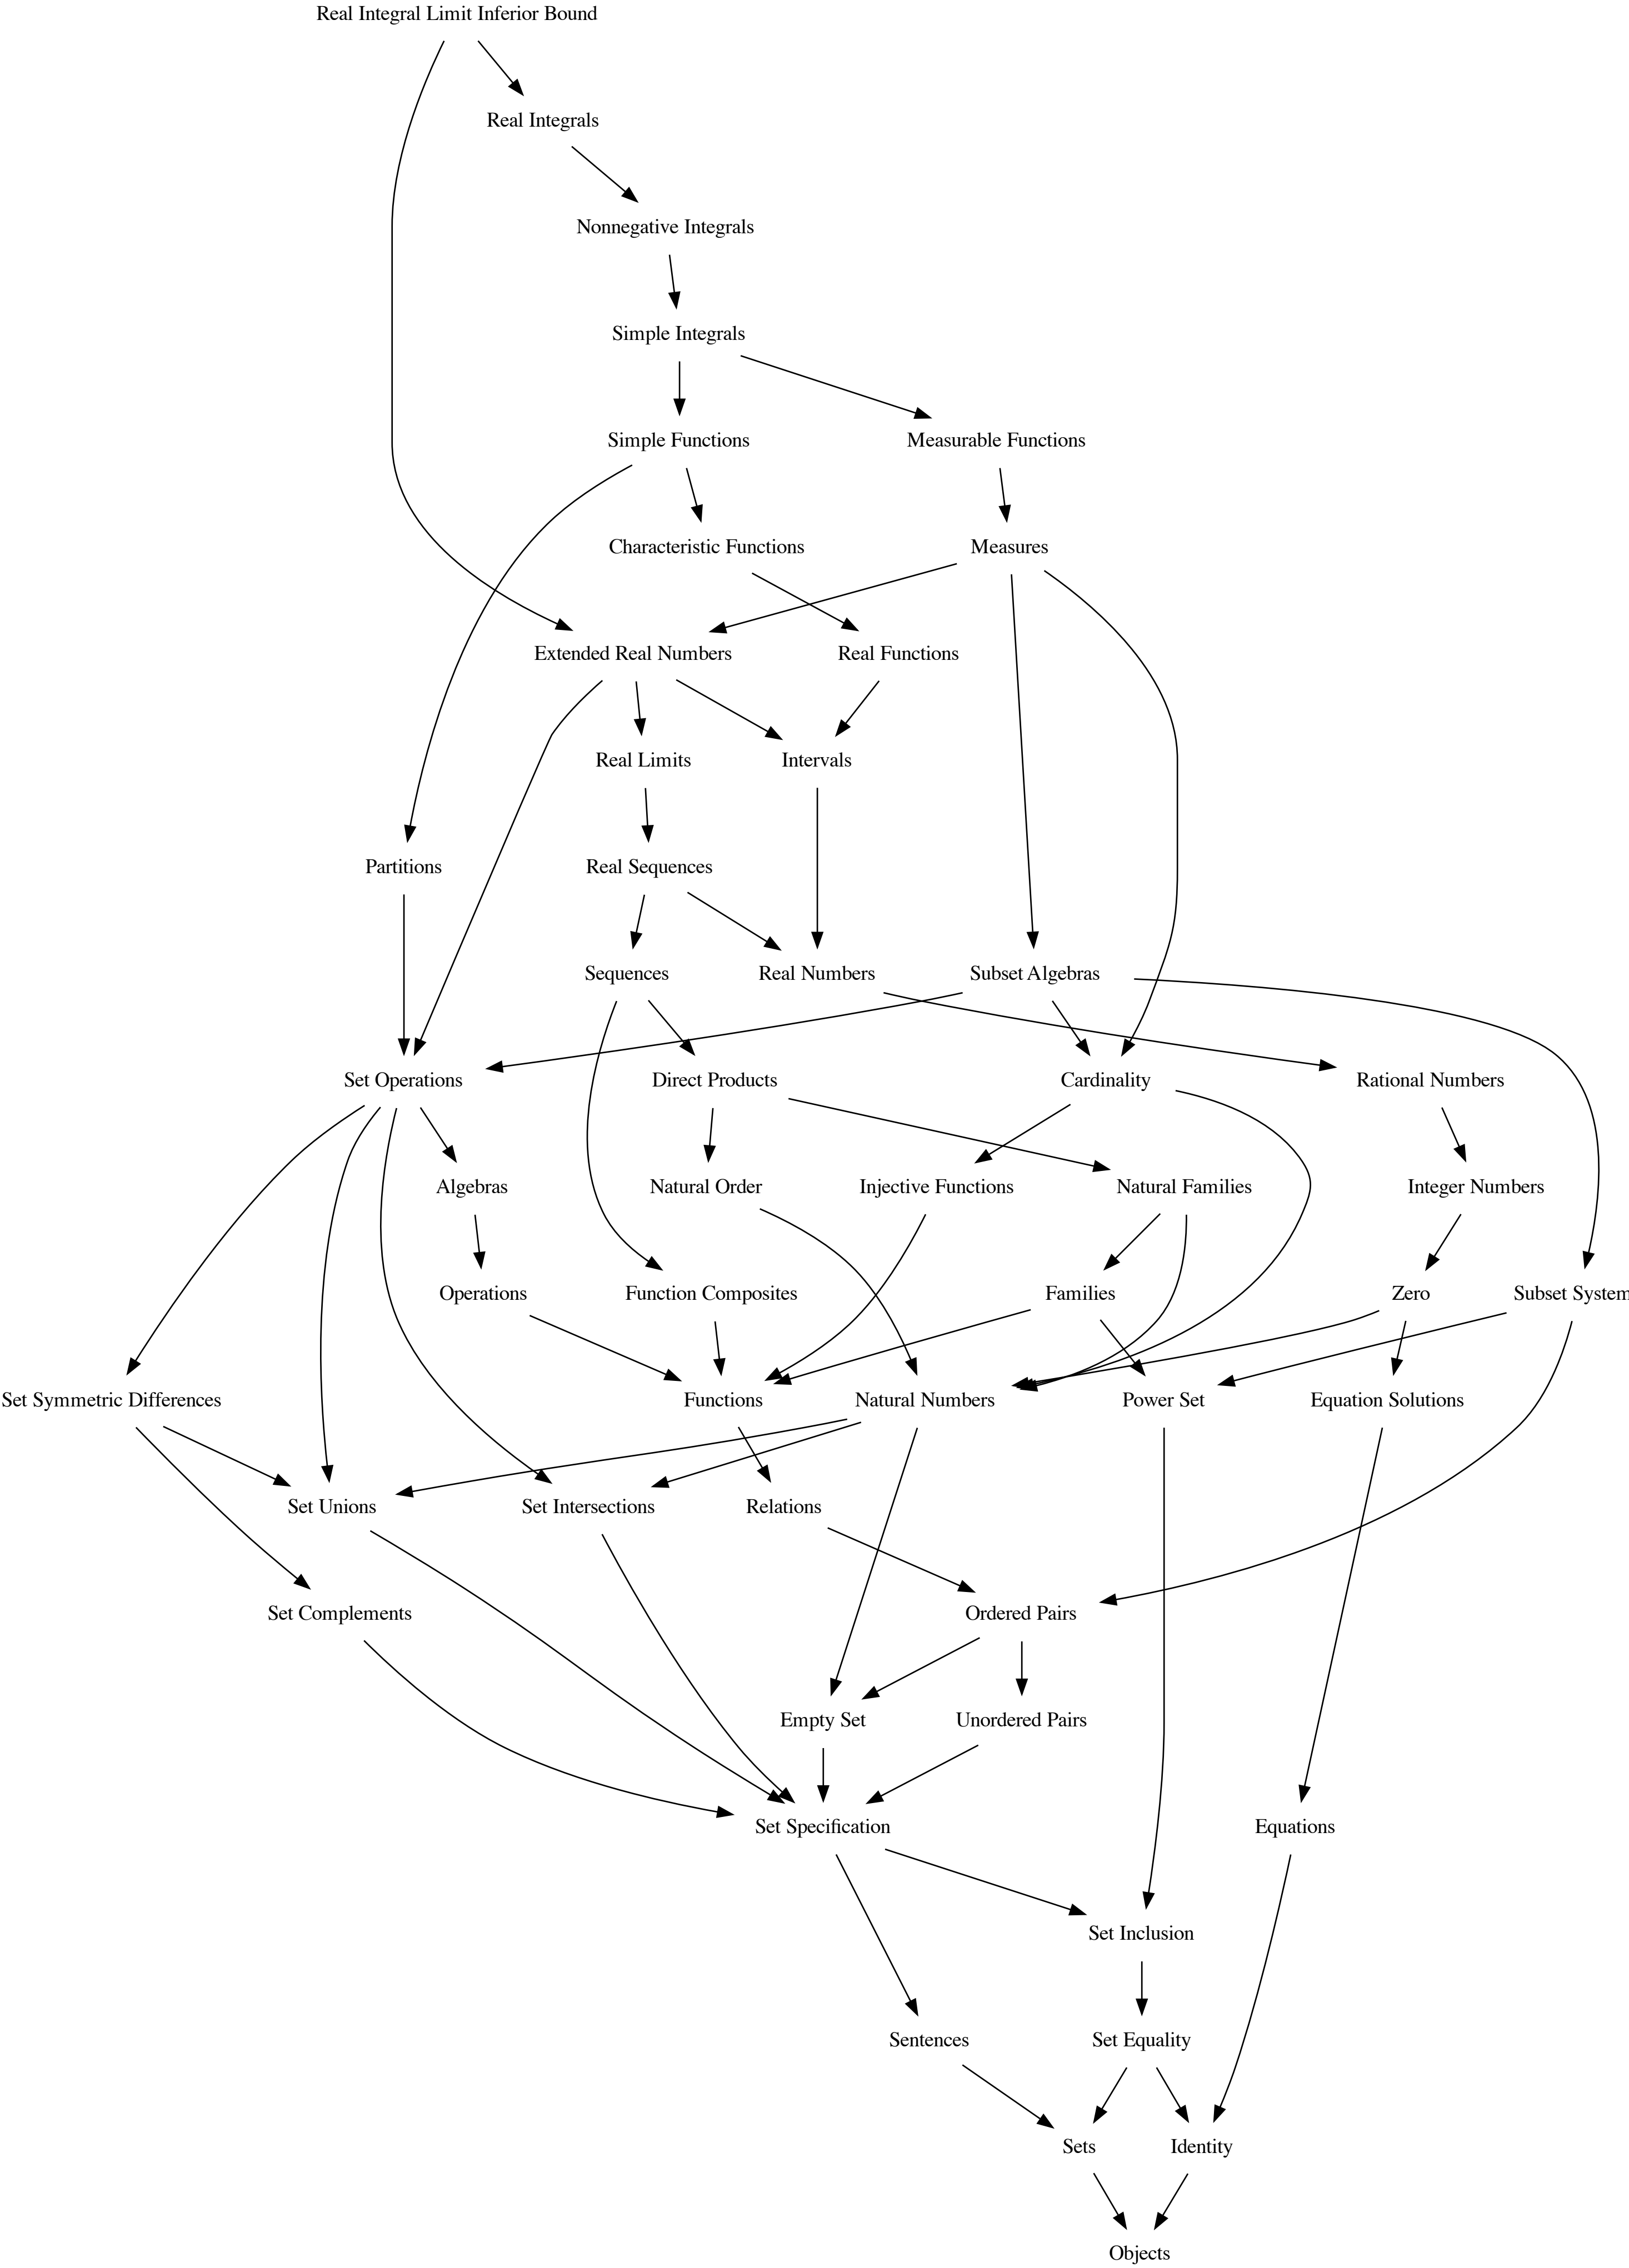 Real Integral Limit Inferior Bound
Real Integrals
Nonnegative Integrals
Simple Integrals
Simple Functions
Measurable Functions
Characteristic Functions
Measures
Extended Real Numbers
Real Functions
Real Limits
Intervals
Partitions
Real Sequences
Sequences
Real Numbers
Subset Algebras
Set Operations
Direct Products
Cardinality
Rational Numbers
Algebras
Natural Order
Injective Functions
Natural Families
Integer Numbers
Operations
Function Composites
Families
Zero
Subset System
Set Symmetric Differences
Functions
Natural Numbers
Power Set
Equation Solutions
Set Unions
Set Intersections
Relations
Set Complements
Ordered Pairs
Empty Set
Unordered Pairs
Set Specification
Equations
Set Inclusion
Sentences
Set Equality
Sets
Identity
Objects